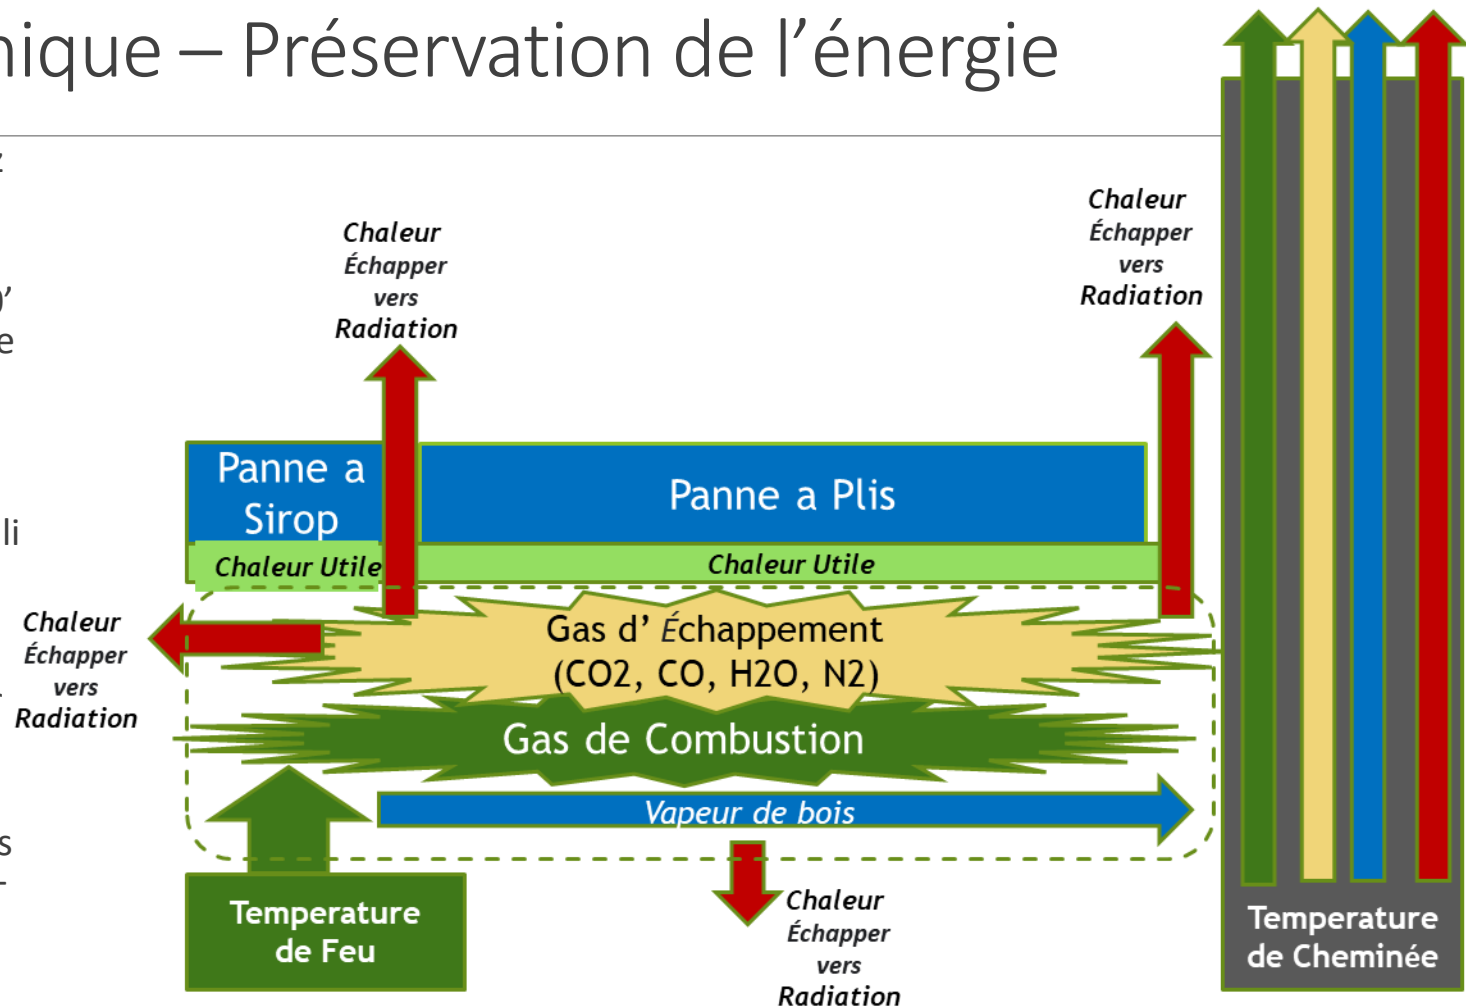 nique – Préservation de l’énergie
z
)’
e
li
s
-
Chaleur
Échapper
vers
Radiation
Chaleur
Échapper
vers
Radiation
Panne a
Sirop
Panne a Plis
Chaleur Utile
Chaleur Utile
Chaleur
Échapper
vers
Radiation
Gas d’ Échappement
(CO2, CO, H2O, N2)
Gas de Combustion
Vapeur de bois
Temperature
de Feu
Chaleur
Échapper
vers
Radiation
Temperature
de Cheminée